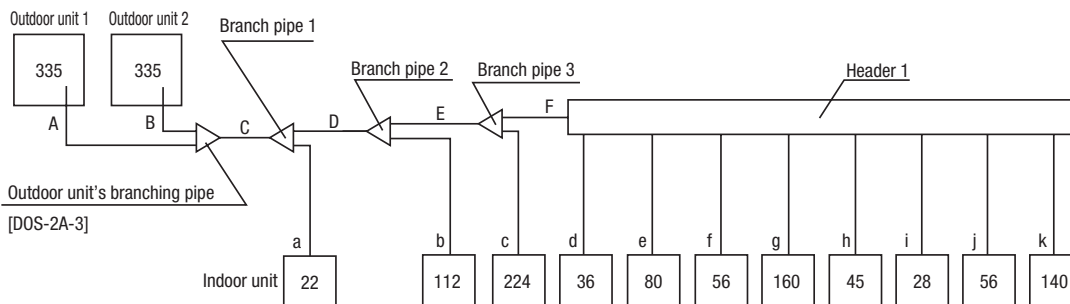 Outdoor unit 1 Outdoor unit 2 Branch pipe 1
335 335 Branch pipe 2 Branch pipe 3 Header 1
A B C D E F
Outdoor unit's branching pipe
[DOS-2A-3]
a b c d e f g h i j k
Indoor unit 22 112 224 36 80 56 160 45 28 56 140